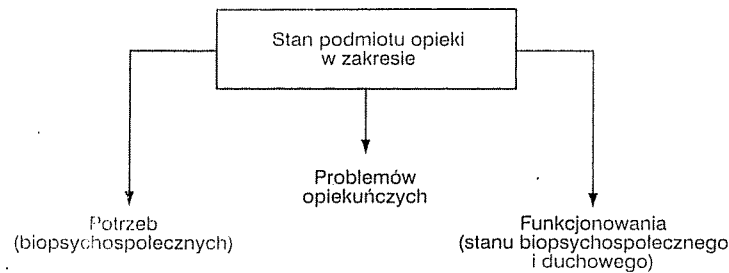 Stan podmiotu opieki
w zakresie
Problemów
opiekuńczych
Potrzeb
(biopsychospołecznych)
Funkcjonowania
(stanu biopsychospołecznego
i duchowego)